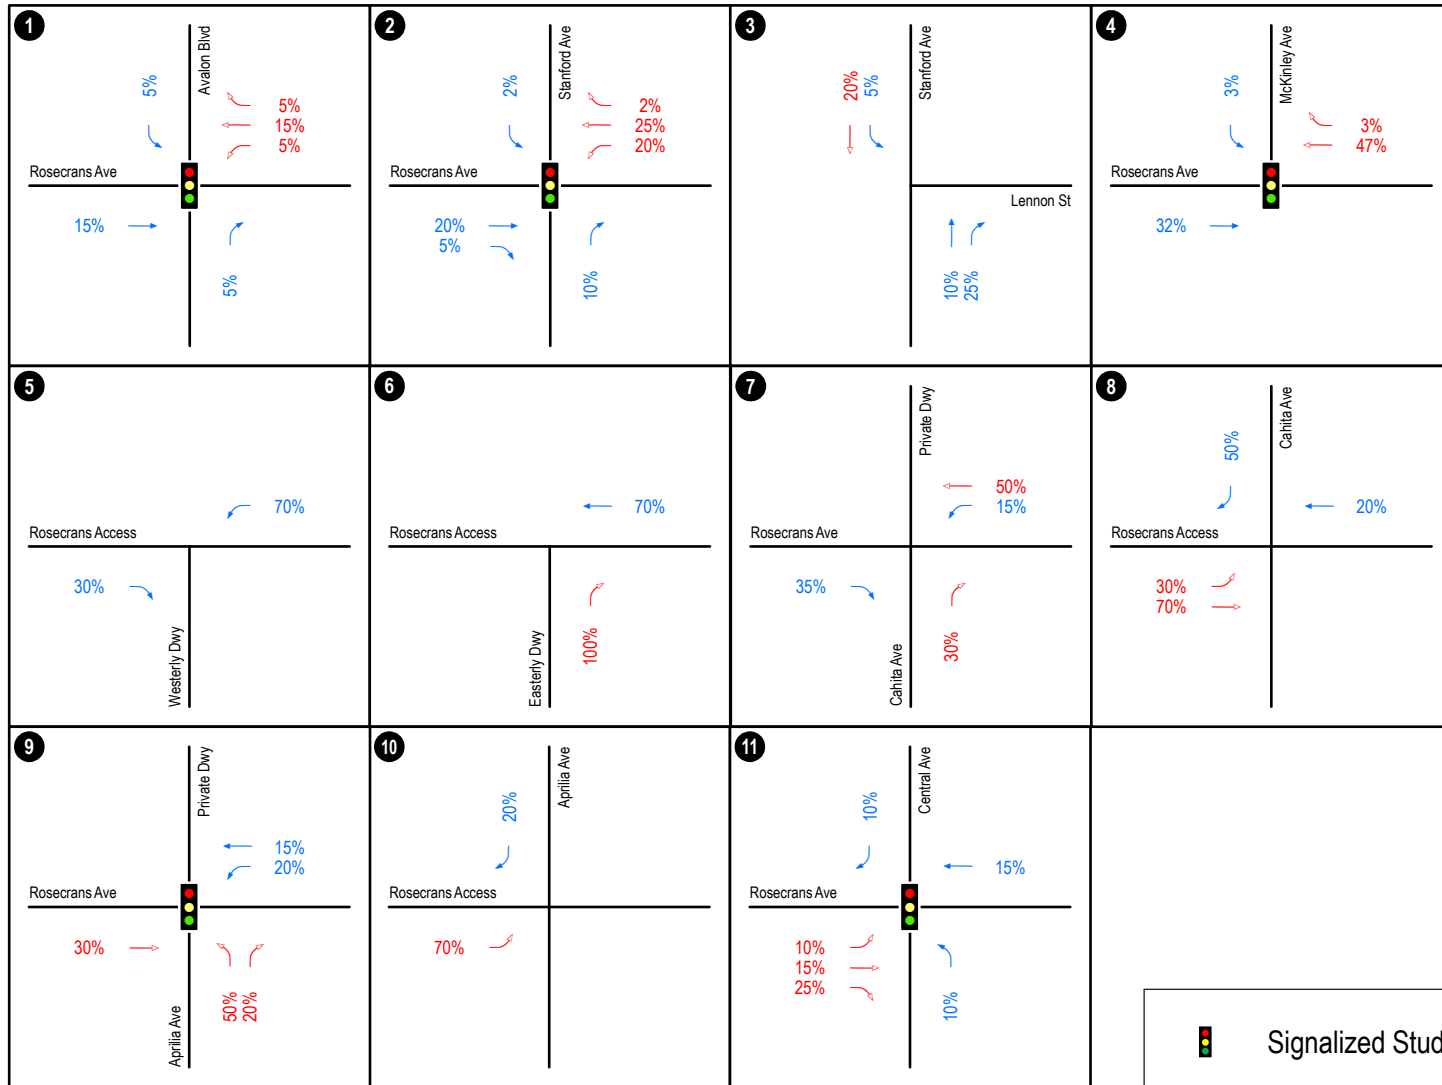 1
Avalon Blvd
5%
5%
15%
5%
Rosecrans Ave
15%
5%
2
Stanford Ave
2%
2%
25%
20%
Rosecrans Ave
20%
5%
10%
3
Stanford Ave
20%
5%
Lennon St
10%
25%
4
McKinley Ave
3%
3%
47%
Rosecrans Ave
32%
5
70%
Rosecrans Access
30%
Westerly Dwy
6
70%
Rosecrans Access
Easterly Dwy
100%
7
Private Dwy
50%
15%
Rosecrans Ave
35%
Cahita Ave
30%
8
Cahita Ave
50%
20%
Rosecrans Access
30%
70%
9
Private Dwy
15%
20%
Rosecrans Ave
30%
50%
20%
Aprilia Ave
10
Aprilia Ave
20%
Rosecrans Access
70%
11
Central Ave
10%
15%
Rosecrans Ave
10%
15%
25%
10%
Signalized Stud